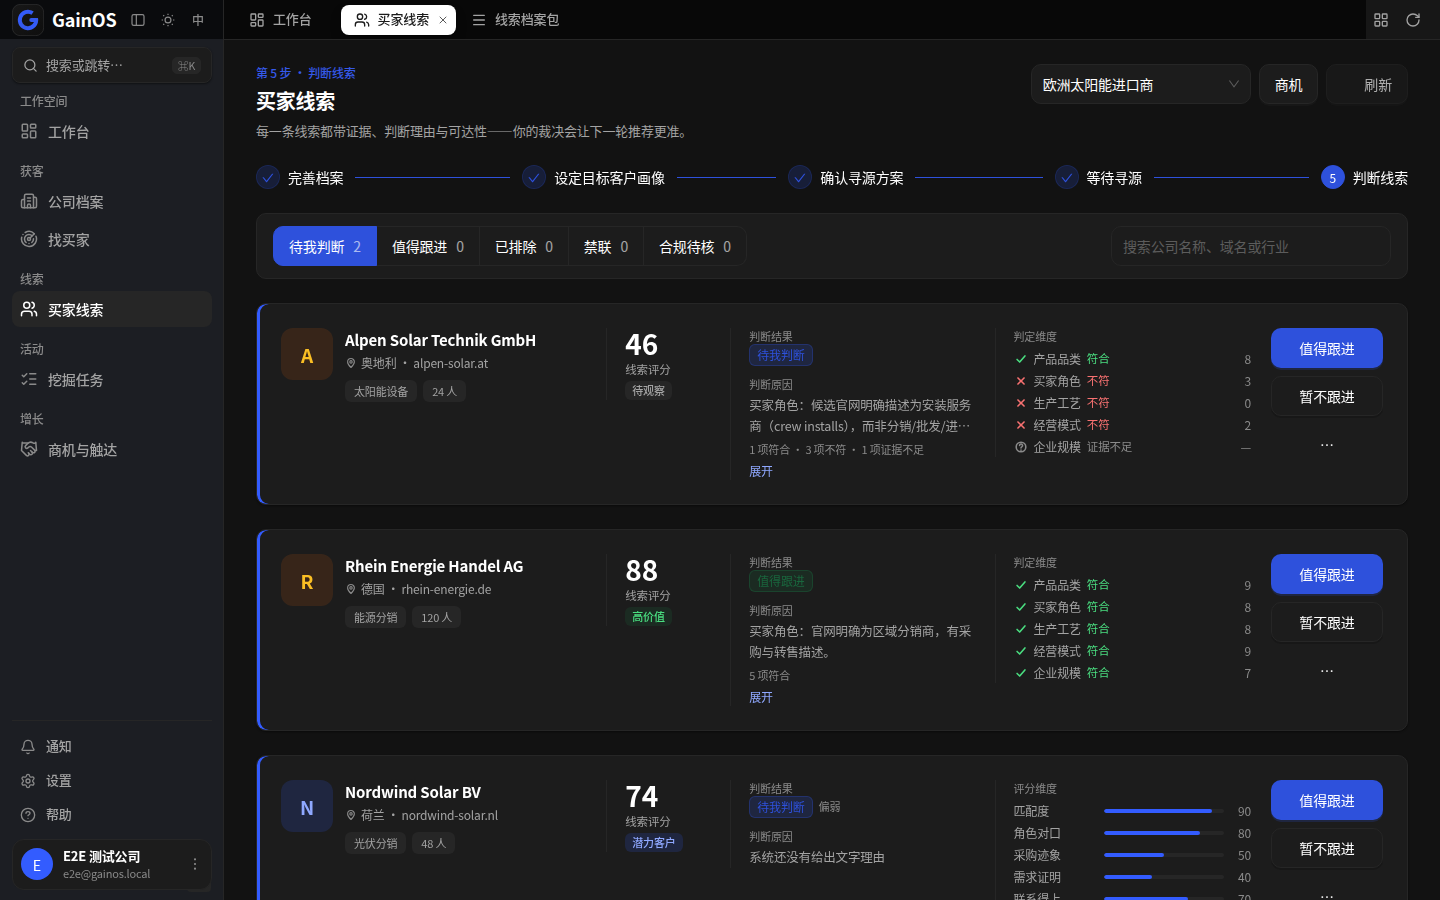 GainOS
中
工作台
买家线索
线索档案包
搜索或跳转…
⌘K
工作空间
工作台
获客
公司档案
找买家
线索
买家线索
活动
挖掘任务
增长
商机与触达
通知
设置
帮助
E
E2E 测试公司
e2e@gainos.local
第 5 步 · 判断线索
买家线索
每一条线索都带证据、判断理由与可达性——你的裁决会让下一轮推荐更准。
欧洲太阳能进口商
商机
刷新
完善档案
设定目标客户画像
确认寻源方案
等待寻源
5 判断线索
待我判断 2
值得跟进 0
已排除 0
禁联 0
合规待核 0
搜索公司名称、域名或行业
A
Alpen Solar Technik GmbH
奥地利 · alpen-solar.at
太阳能设备
24 人
46
线索评分
待观察
判断结果
待我判断
判断原因
买家角色：候选官网明确描述为安装服务
商（crew installs），而非分销/批发/进…
1 项符合 · 3 项不符 · 1 项证据不足
展开
判定维度
产品品类 符合 8
买家角色 不符 3
生产工艺 不符 0
经营模式 不符 2
企业规模 证据不足 —
值得跟进
暂不跟进
…
R
Rhein Energie Handel AG
德国 · rhein-energie.de
能源分销
120 人
88
线索评分
高价值
判断结果
值得跟进
判断原因
买家角色：官网明确为区域分销商，有采
购与转售描述。
5 项符合
展开
判定维度
产品品类 符合 9
买家角色 符合 8
生产工艺 符合 8
经营模式 符合 9
企业规模 符合 7
值得跟进
暂不跟进
…
N
Nordwind Solar BV
荷兰 · nordwind-solar.nl
光伏分销
48 人
74
线索评分
潜力客户
判断结果
待我判断 偏弱
判断原因
系统还没有给出文字理由
评分维度
匹配度 90
角色对口 80
采购迹象 50
需求证明 40
联系得上 70
值得跟进
暂不跟进
…